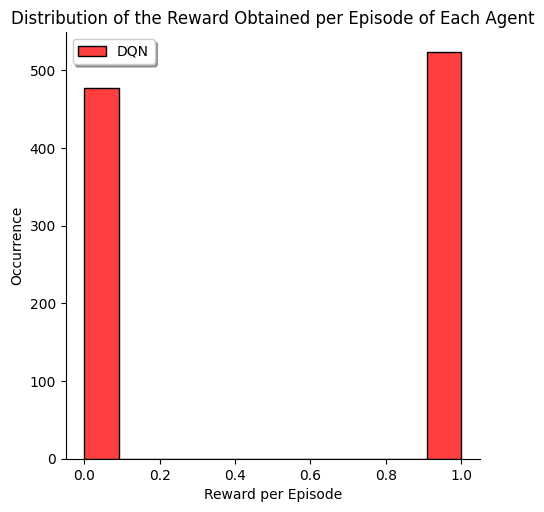 Distribution of the Reward Obtained per Episode of Each Agent
DQN
500
400
300
200
100
0
Occurrence
0.0 0.2 0.4 0.6 0.8 1.0
Reward per Episode